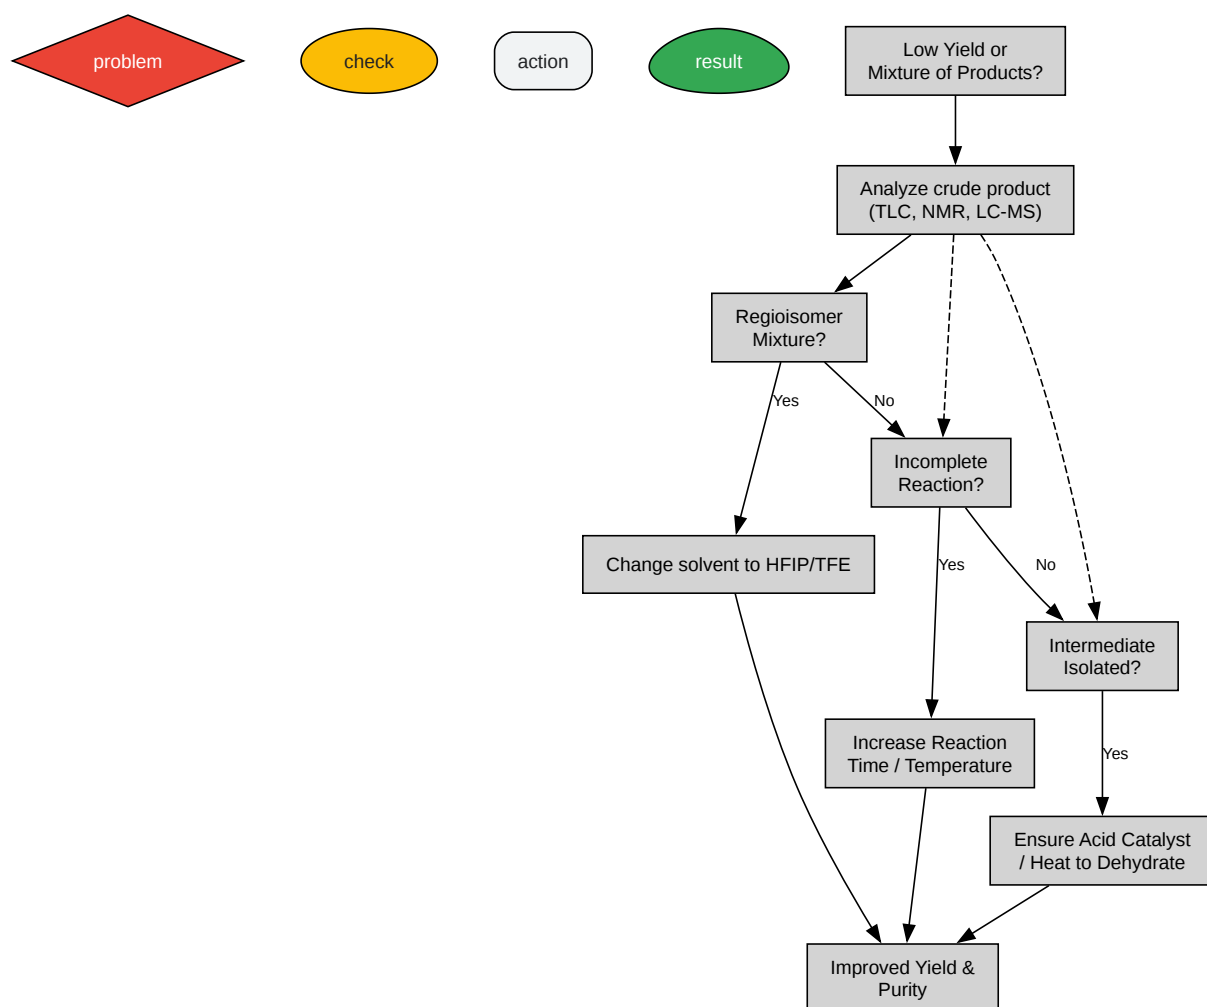 problem
check
action
result
Low Yield or
Mixture of Products?
Analyze crude product
(TLC, NMR, LC-MS)
Regioisomer
Mixture?
Yes
No
Incomplete
Reaction?
Change solvent to HFIP/TFE
Yes
No
Intermediate
Isolated?
Increase Reaction
Time / Temperature
Yes
Ensure Acid Catalyst
/ Heat to Dehydrate
Improved Yield &
Purity